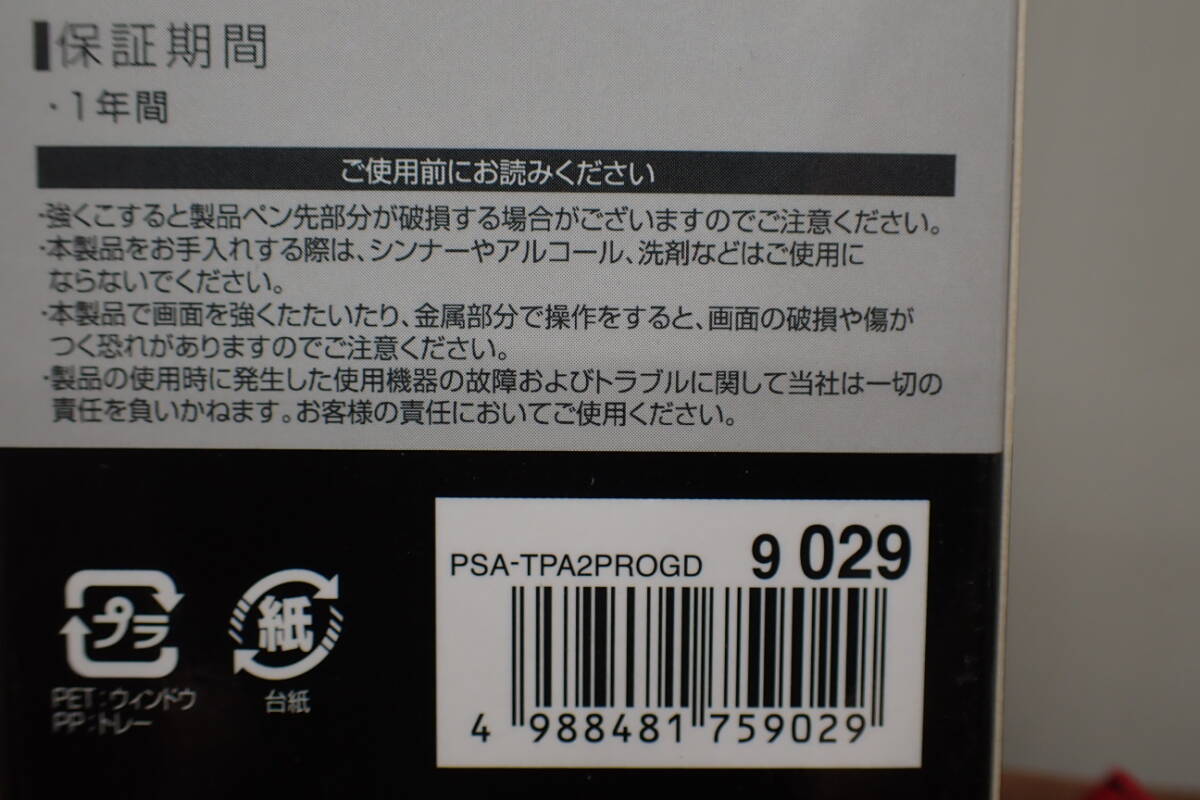 保証期間
・1年間
ご使用前にお読みください
・強くこすると製品ペン先部分が破損する場合がございますのでご注意ください。
・本製品をお手入れする際は、シンナーやアルコール、洗剤などはご使用に
ならないでください。
・本製品で画面を強くたたいたり、金属部分で操作をすると、画面の破損や傷が
つく恐れがありますのでご注意ください。
・製品の使用時に発生した使用機器の故障およびトラブルに関して当社は一切の
責任を負いかねます。お客様の責任においてご使用ください。
プラ
PET:ウィンドウ
PP:トレー
紙
台紙
PSA-TPA2PROGD 9 029
4 988481 759029